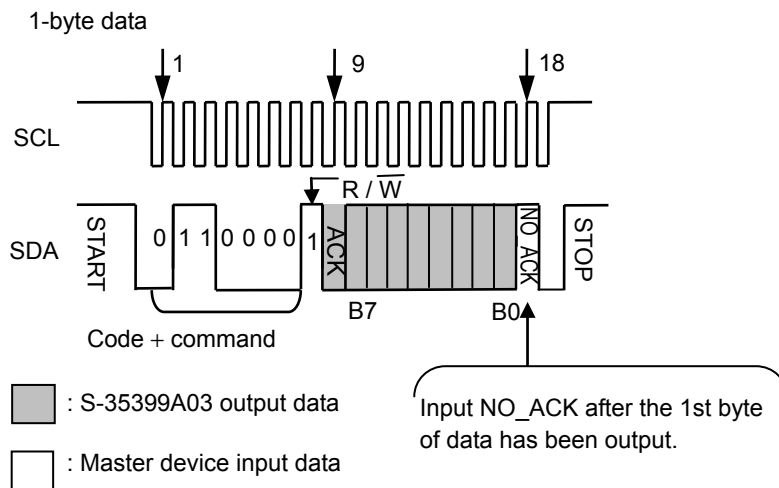 1-byte data
1 9 18
SCL
R / W
SDA START 0 1 1 0 0 0 0 1 ACK NO_ACK STOP
B7 B0
Code + command
: S-35399A03 output data
Input NO_ACK after the 1st byte
of data has been output.
: Master device input data